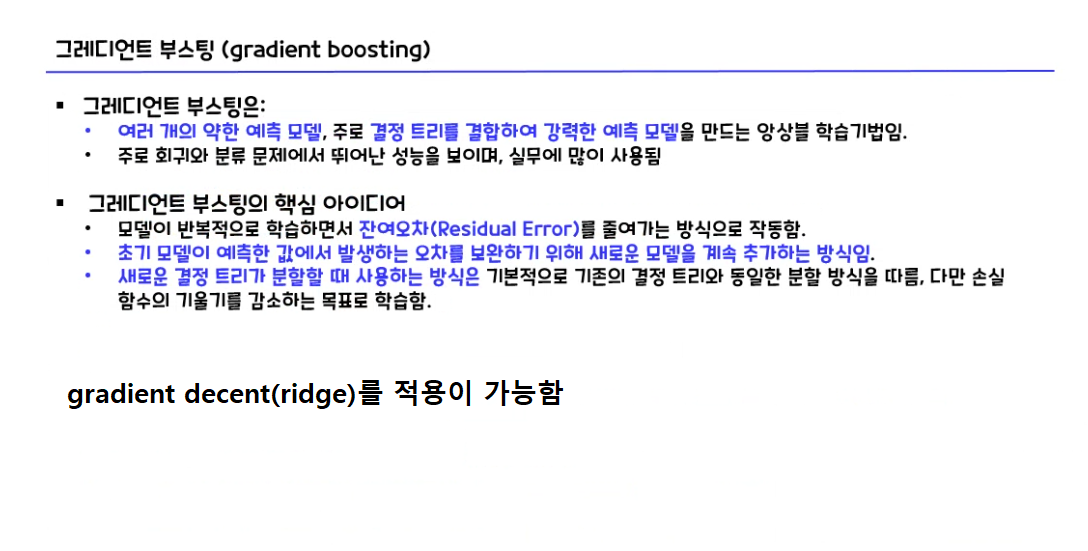 그레디언트 부스팅 (gradient boosting)
▪ 그레디언트 부스팅은:
• 여러 개의 약한 예측 모델, 주로 결정 트리를 결합하여 강력한 예측 모델을 만드는 앙상블 학습기법임.
• 주로 회귀와 분류 문제에서 뛰어난 성능을 보이며, 실무에 많이 사용됨
▪ 그레디언트 부스팅의 핵심 아이디어
• 모델이 반복적으로 학습하면서 잔여오차(Residual Error)를 줄여가는 방식으로 작동함.
• 초기 모델이 예측한 값에서 발생하는 오차를 보완하기 위해 새로운 모델을 계속 추가하는 방식임.
• 새로운 결정 트리가 분할할 때 사용하는 방식은 기본적으로 기존의 결정 트리와 동일한 분할 방식을 따름, 다만 손실
함수의 기울기를 감소하는 목표로 학습함.
gradient decent(ridge)를 적용이 가능함